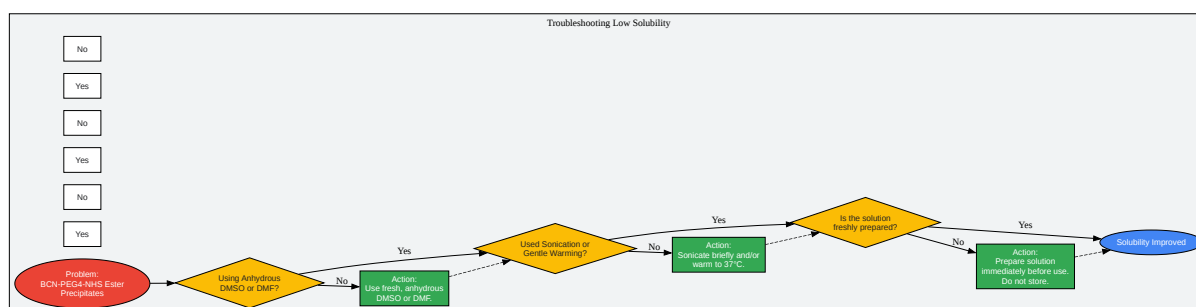 Troubleshooting Low Solubility
No
Yes
No
Yes
No
Yes
Problem:
BCN-PEG4-NHS Ester
Precipitates
Using Anhydrous
DMSO or DMF?
Yes
No
Action:
Use fresh, anhydrous
DMSO or DMF.
Used Sonication or
Gentle Warming?
Yes
No
Action:
Sonicate briefly and/or
warm to 37°C.
Is the solution
freshly prepared?
Yes
No
Action:
Prepare solution
immediately before use.
Do not store.
Solubility Improved